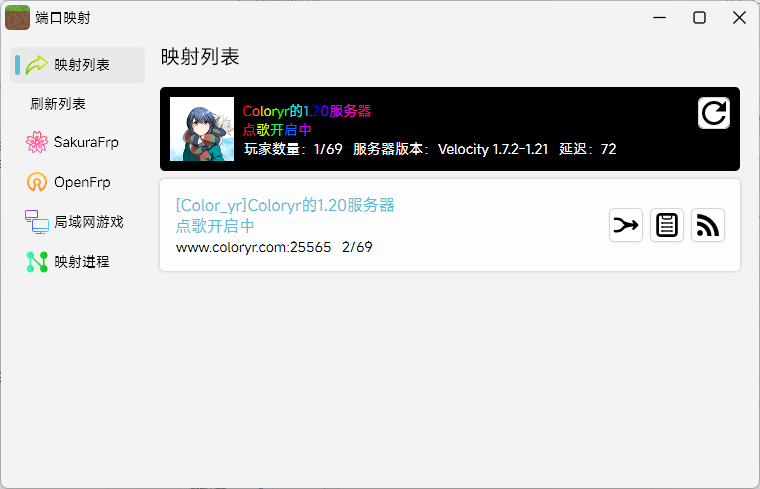 端口映射
映射列表
刷新列表
SakuraFrp
OpenFrp
局域网游戏
映射进程
映射列表
Coloryr的1.20服务器
点歌开启中
玩家数量：1/69 服务器版本：Velocity 1.7.2-1.21 延迟：72
[Color_yr]Coloryr的1.20服务器
点歌开启中
www.coloryr.com:25565 2/69